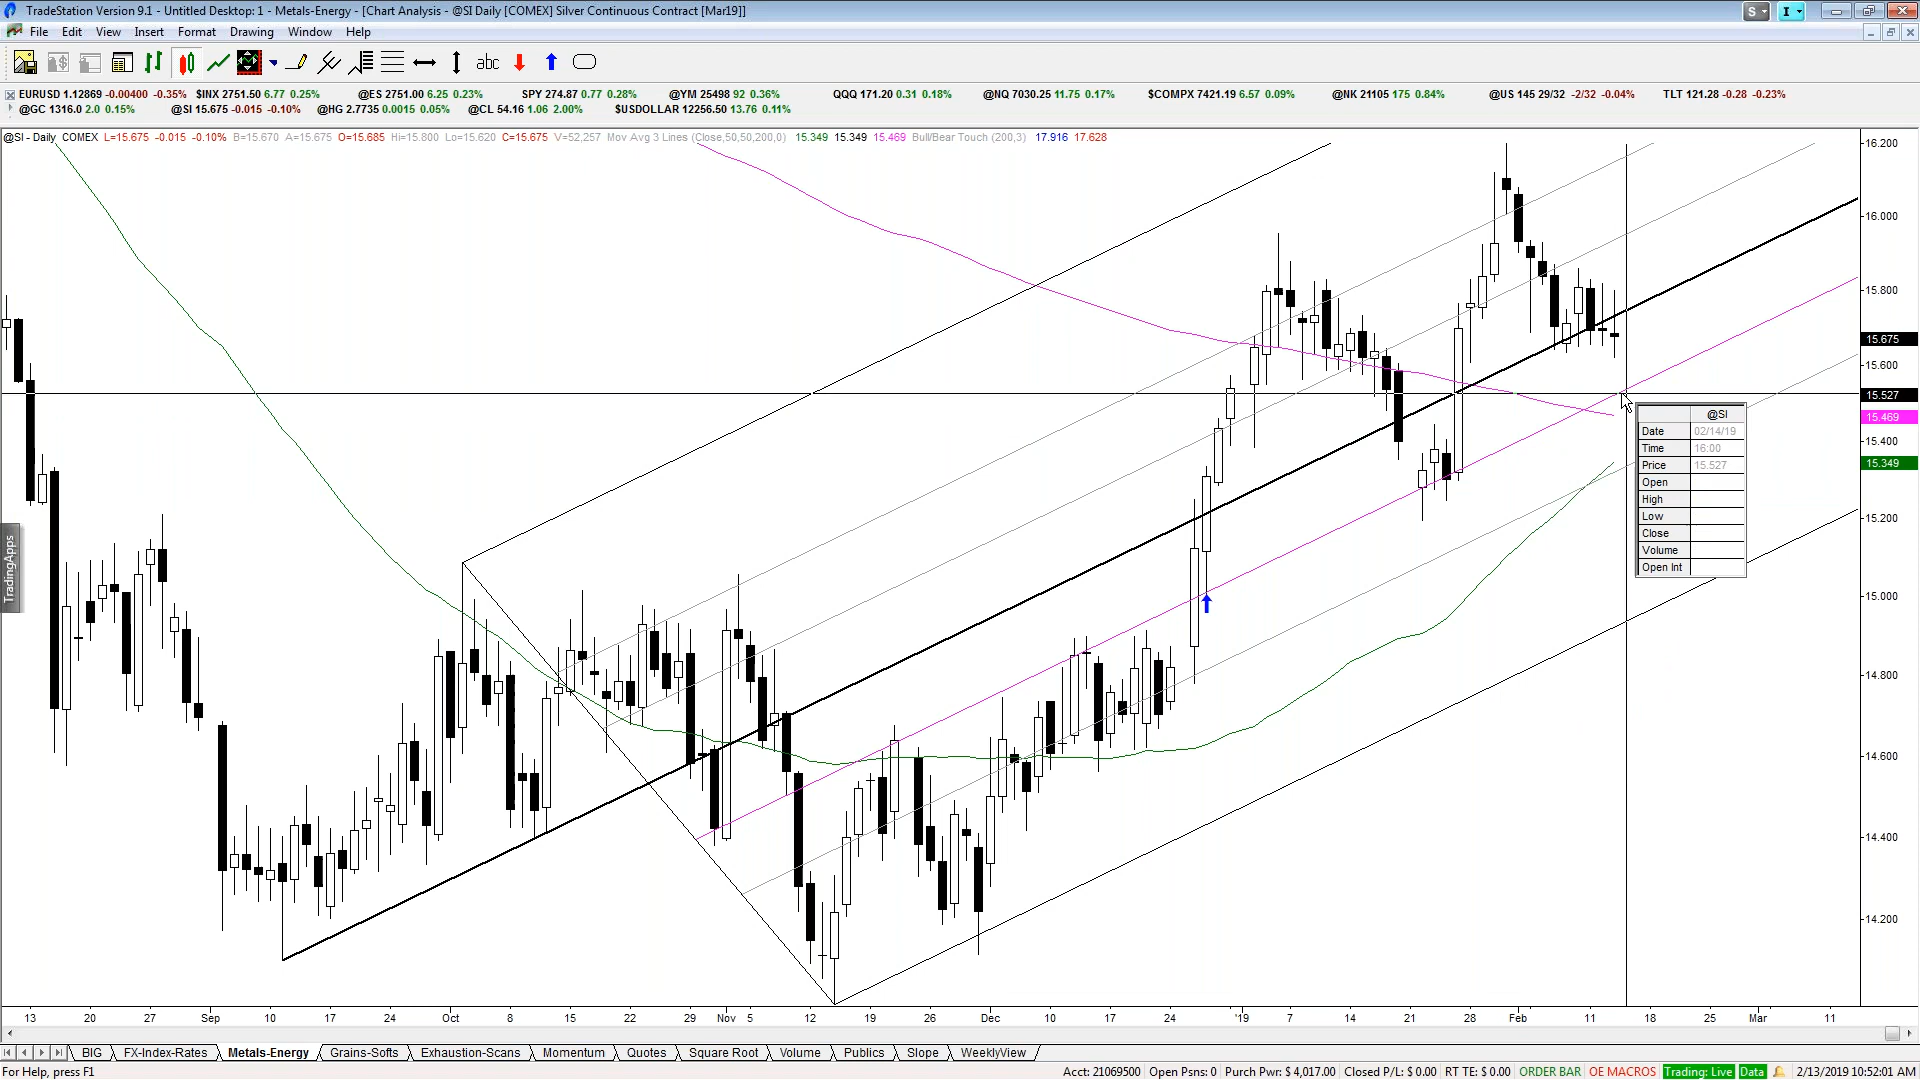 TradeStation Version 9.1 - Untitled Desktop: 1 - Metals-Energy - [Chart Analysis - @SI Daily [COMEX] Silver Continuous Contract [Mar19]]
S
I
File Edit View Insert Format Drawing Window Help
abc
EURUSD 1.12869 -0.00400 -0.35% $INX 2751.50 6.77 0.25% @ES 2751.00 6.25 0.23% SPY 274.87 0.77 0.28% @YM 25498 92 0.36% QQQ 171.20 0.31 0.18% @NQ 7030.25 11.75 0.17% $COMPX 7421.19 6.57 0.09% @NK 21105 175 0.84% @US 145 29/32 -2/32 -0.04% TLT 121.28 -0.28 -0.23%
@GC 1316.0 2.0 0.15% @SI 15.675 -0.015 -0.10% @HG 2.7735 0.0015 0.05% @CL 54.16 1.06 2.00% $USDOLLAR 12256.50 13.76 0.11%
@SI - Daily COMEX L=15.675 -0.015 -0.10% B=15.670 A=15.675 O=15.685 Hi=15.800 Lo=15.620 C=15.675 V=52,257 Mov Avg 3 Lines (Close,50,50,200,0) 15.349 15.349 15.469 Bull/Bear Touch (200,3) 17.916 17.628
16.200
16.000
15.800
15.675
15.600
15.527
15.469
15.400
15.349
15.200
15.000
14.800
14.600
14.400
14.200
@SI
Date 02/14/19
Time 16:00
Price 15.527
Open
High
Low
Close
Volume
Open Int
TradingApps
13 20 27 Sep 10 17 24 Oct 8 15 22 29 Nov 5 12 19 26 Dec 10 17 24 '19 7 14 21 28 Feb 11 18 25 Mar 11
BIG FX-Index-Rates Metals-Energy Grains-Softs Exhaustion-Scans Momentum Quotes Square Root Volume Publics Slope WeeklyView
For Help, press F1 Acct: 21069500 Open Psns: 0 Purch Pwr: $ 4,017.00 Closed P/L: $ 0.00 RT TE: $ 0.00 ORDER BAR OE MACROS Trading: Live Data 2/13/2019 10:52:01 AM